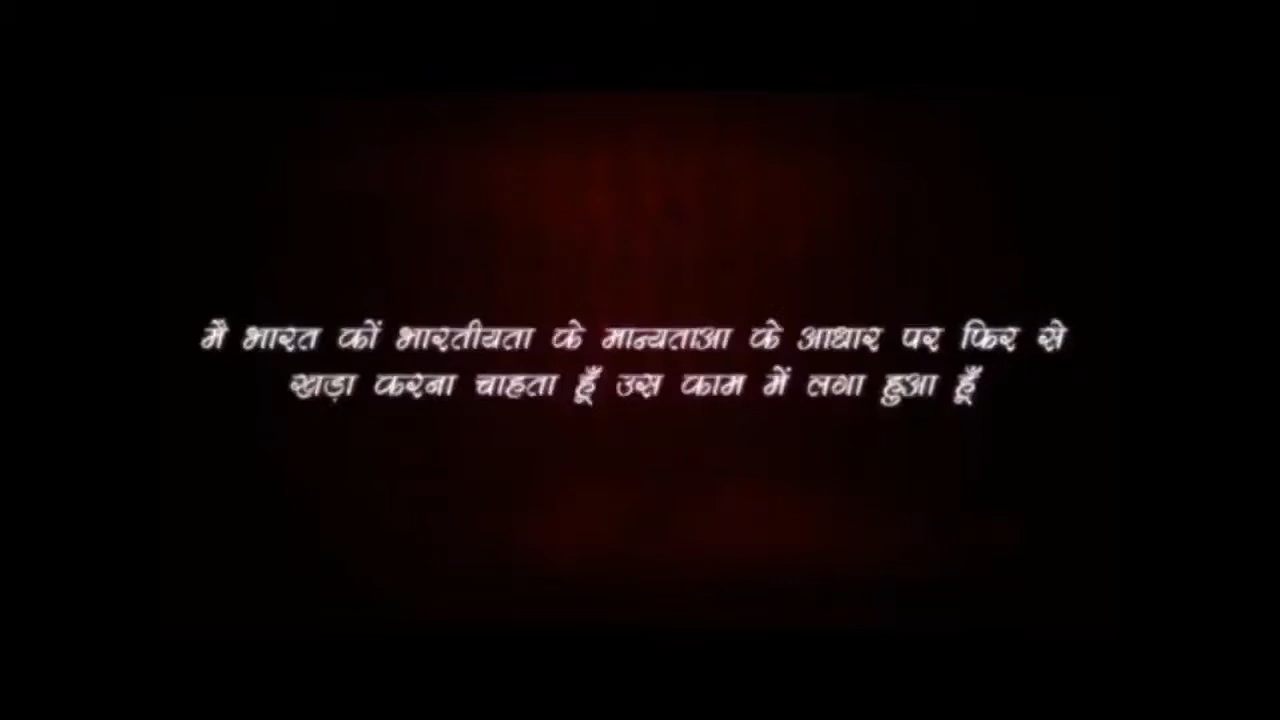 मै भारत कों भारतीयता के मान्यताआ के आधार पर फिर से
खड़ा करना चाहता हूँ उस काम में लगा हुआ हूँ